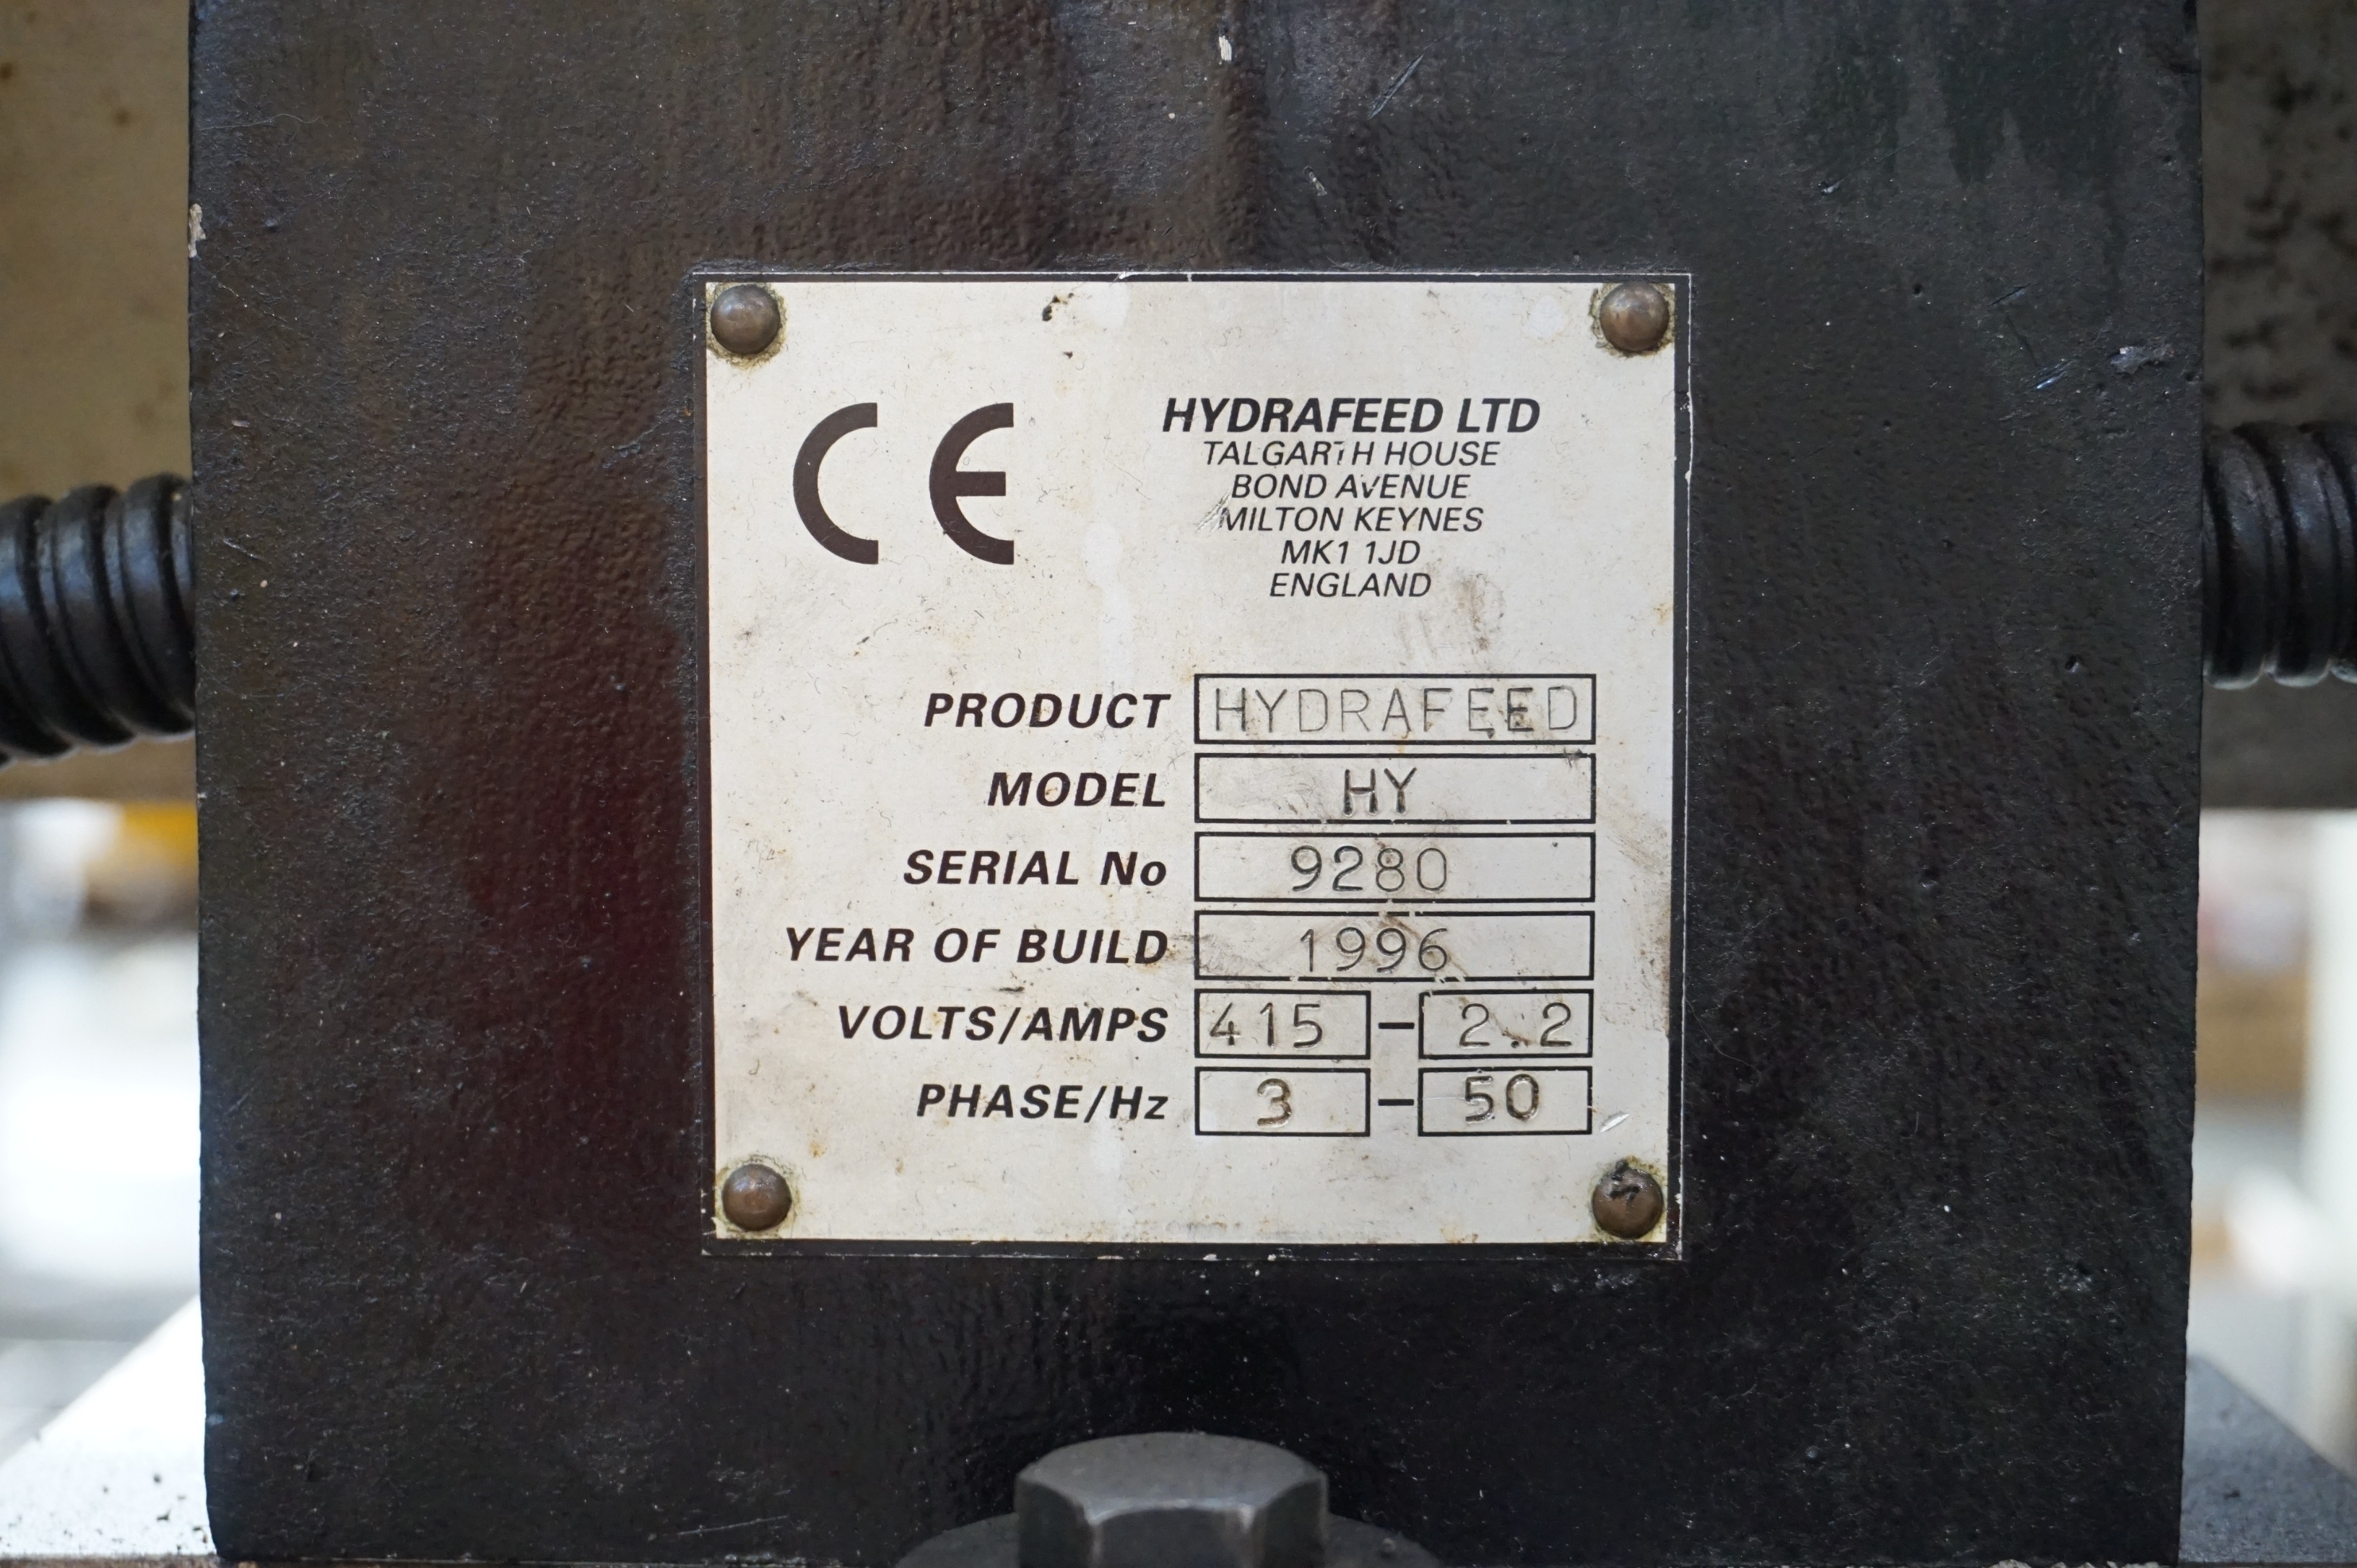 CE
HYDRAFEED LTD
TALGARTH HOUSE
BOND AVENUE
MILTON KEYNES
MK1 1JD
ENGLAND
PRODUCT HYDRAFEED
MODEL HY
SERIAL No 9280
YEAR OF BUILD 1996
VOLTS/AMPS 415 – 2.2
PHASE/Hz 3 – 50